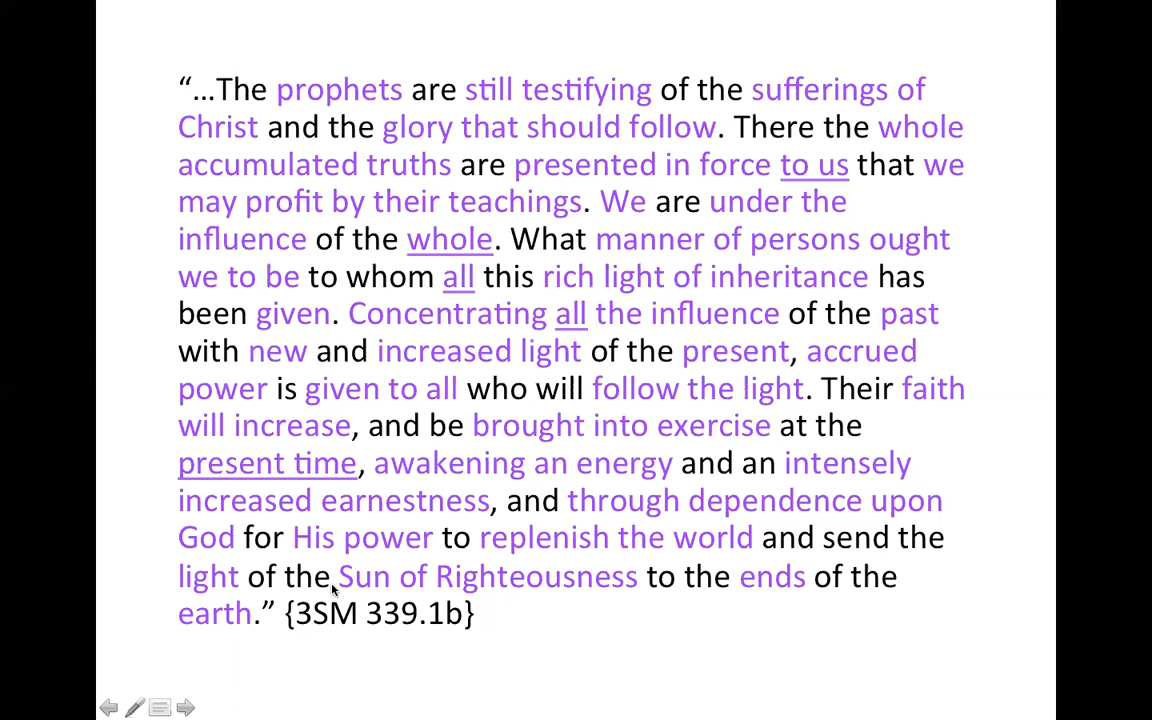 “...The prophets are still testifying of the sufferings of
Christ and the glory that should follow. There the whole
accumulated truths are presented in force to us that we
may profit by their teachings. We are under the
influence of the whole. What manner of persons ought
we to be to whom all this rich light of inheritance has
been given. Concentrating all the influence of the past
with new and increased light of the present, accrued
power is given to all who will follow the light. Their faith
will increase, and be brought into exercise at the
present time, awakening an energy and an intensely
increased earnestness, and through dependence upon
God for His power to replenish the world and send the
light of the Sun of Righteousness to the ends of the
earth.” {3SM 339.1b}